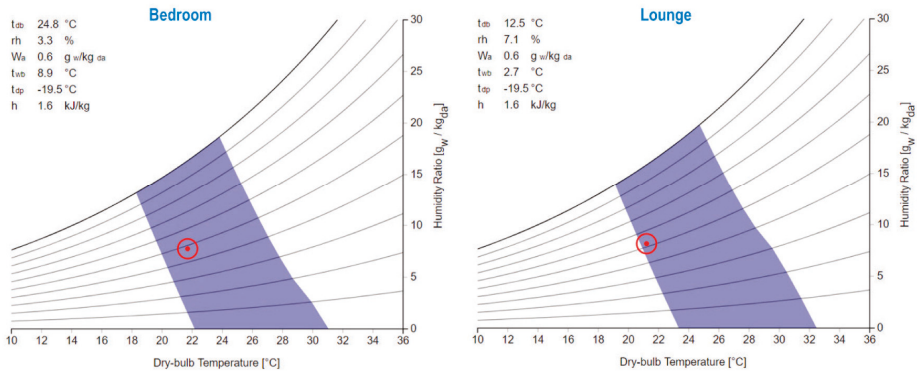 Bedroom
tdb 24.8 °C
rh 3.3 %
Wa 0.6 g w/kg da
twb 8.9 °C
tdp -19.5 °C
h 1.6 kJ/kg
30
25
20
15
10
5
0
Humidity Ratio [gw / kgda]
10 12 14 16 18 20 22 24 26 28 30 32 34 36
Dry-bulb Temperature [°C]
Lounge
tdb 12.5 °C
rh 7.1 %
Wa 0.6 g w/kg da
twb 2.7 °C
tdp -19.5 °C
h 1.6 kJ/kg
30
25
20
15
10
5
0
Humidity Ratio [gw / kgda]
10 12 14 16 18 20 22 24 26 28 30 32 34 36
Dry-bulb Temperature [°C]